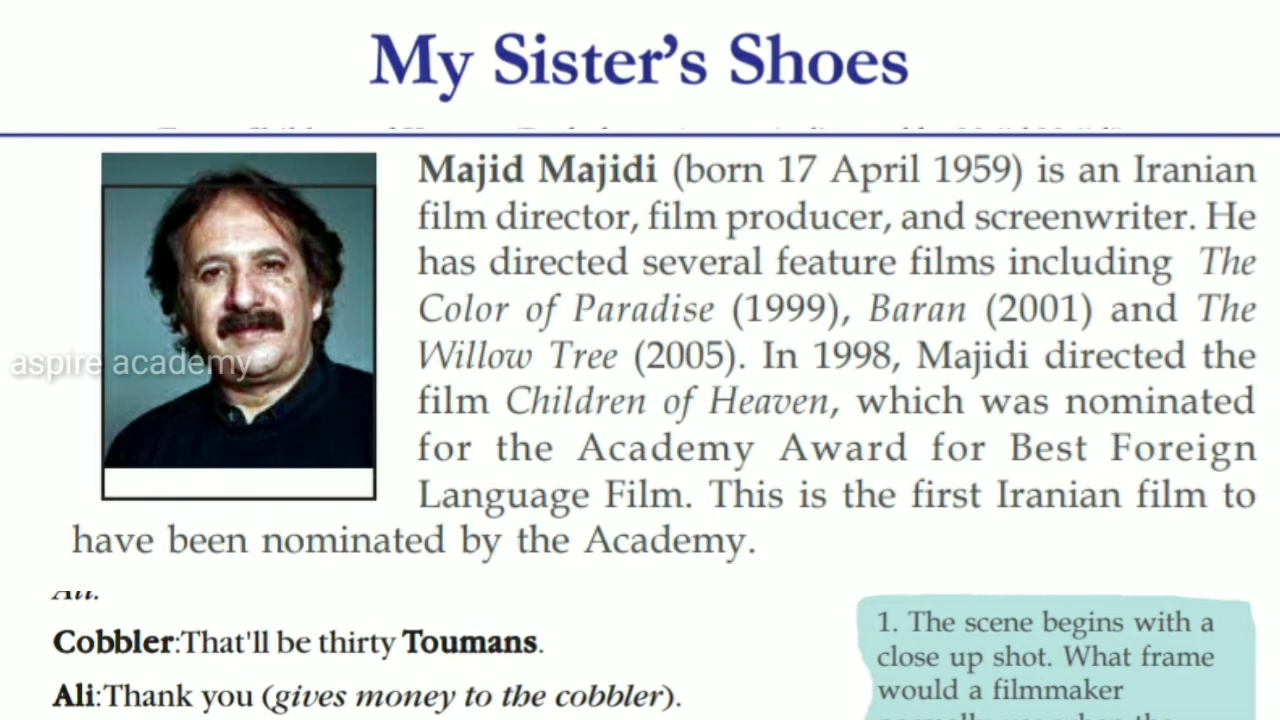 My Sister's Shoes
Majid Majidi (born 17 April 1959) is an Iranian
film director, film producer, and screenwriter. He
has directed several feature films including The
Color of Paradise (1999), Baran (2001) and The
Willow Tree (2005). In 1998, Majidi directed the
film Children of Heaven, which was nominated
for the Academy Award for Best Foreign
Language Film. This is the first Iranian film to
have been nominated by the Academy.
aspire academy
Cobbler:That'll be thirty Toumans.
Ali:Thank you (gives money to the cobbler).
1. The scene begins with a
close up shot. What frame
would a filmmaker